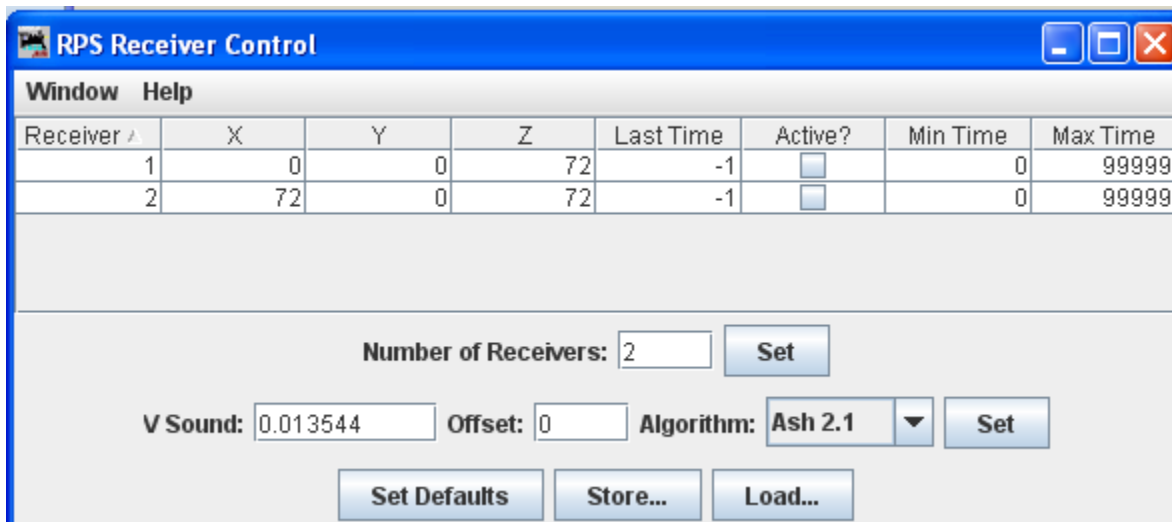 RPS Receiver Control
Window Help
Receiver X Y Z Last Time Active? Min Time Max Time
1 0 0 72 -1 0 99999
2 72 0 72 -1 0 99999
Number of Receivers: 2 Set
V Sound: 0.013544 Offset: 0 Algorithm: Ash 2.1 Set
Set Defaults Store... Load...